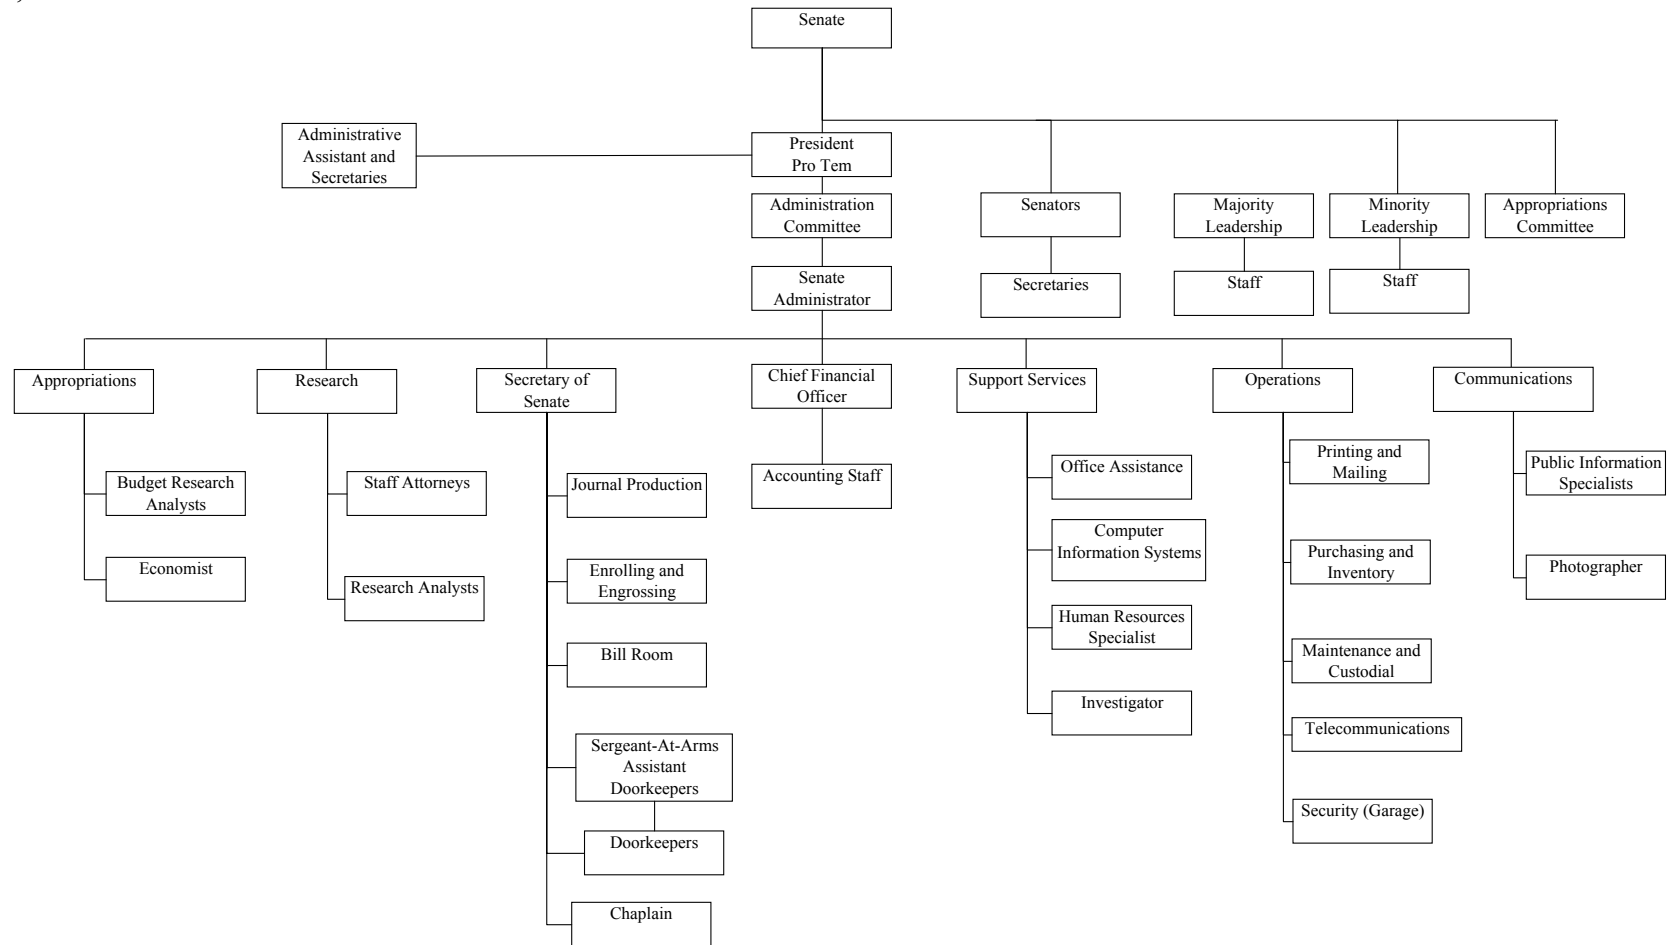 Senate
Administrative
Assistant and
Secretaries
President
Pro Tem
Administration
Committee
Senators
Majority
Leadership
Minority
Leadership
Appropriations
Committee
Senate
Administrator
Secretaries
Staff
Staff
Appropriations
Research
Secretary of
Senate
Chief Financial
Officer
Support Services
Operations
Communications
Budget Research
Analysts
Economist
Staff Attorneys
Research Analysts
Journal Production
Enrolling and
Engrossing
Bill Room
Sergeant-At-Arms
Assistant
Doorkeepers
Doorkeepers
Chaplain
Accounting Staff
Office Assistance
Computer
Information Systems
Human Resources
Specialist
Investigator
Printing and
Mailing
Purchasing and
Inventory
Maintenance and
Custodial
Telecommunications
Security (Garage)
Public Information
Specialists
Photographer